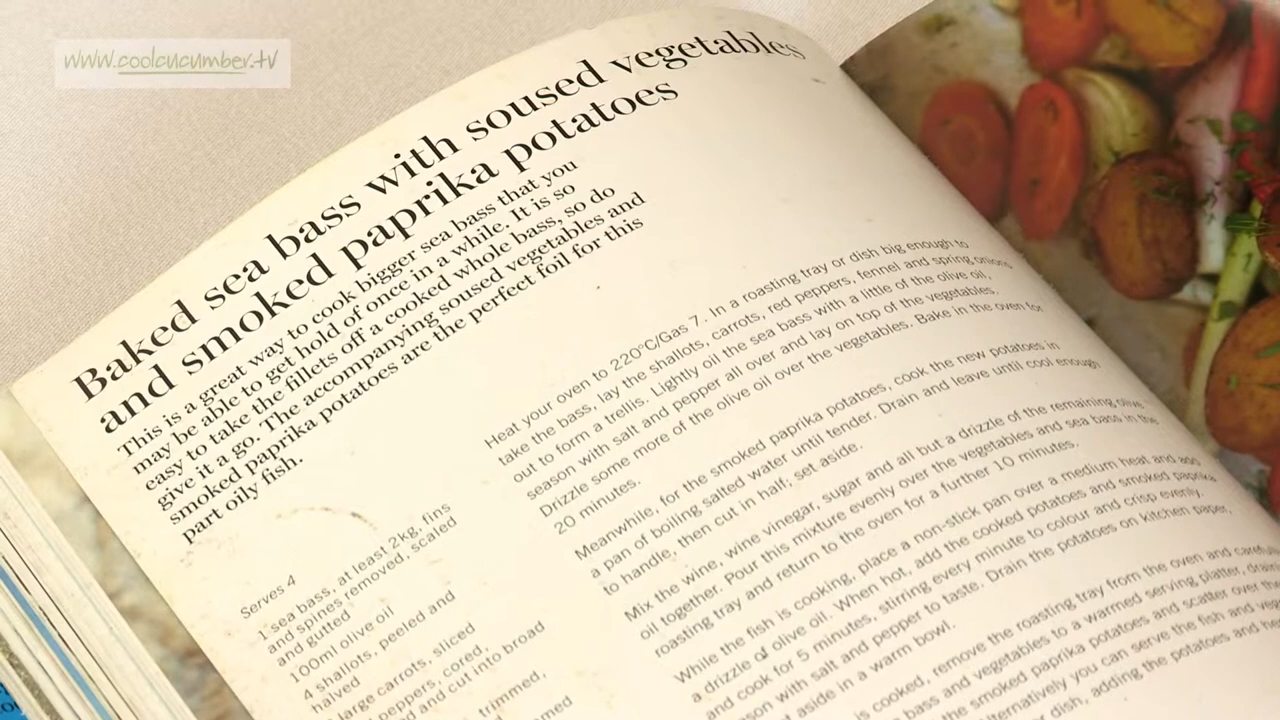 www.coolcucumber.tv
Baked sea bass with soused vegetables
and smoked paprika potatoes
This is a great way to cook bigger sea bass that you
may be able to get hold of once in a while. It is so
easy to take the fillets off a cooked whole bass, so do
give it a go. The accompanying soused vegetables and
smoked paprika potatoes are the perfect foil for this
part oily fish.
Serves 4
1 sea bass, at least 2kg, fins
and spines removed, scaled
and gutted
100ml olive oil
4 shallots, peeled and
halved
large carrots, sliced
peppers, cored,
and cut into broad
trimmed,
Heat your oven to 220°C/Gas 7. In a roasting tray or dish big enough to
take the bass, lay the shallots, carrots, red peppers, fennel and spring onions
out to form a trellis. Lightly oil the sea bass with a little of the olive oil,
season with salt and pepper all over and lay on top of the vegetables.
Drizzle some more of the olive oil over the vegetables. Bake in the oven for
20 minutes.
Meanwhile, for the smoked paprika potatoes, cook the new potatoes in
a pan of boiling salted water until tender. Drain and leave until cool enough
to handle, then cut in half; set aside.
Mix the wine, wine vinegar, sugar and all but a drizzle of the remaining olive
oil together. Pour this mixture evenly over the vegetables and sea bass in the
roasting tray and return to the oven for a further 10 minutes.
While the fish is cooking, place a non-stick pan over a medium heat and add
a drizzle of olive oil. When hot, add the cooked potatoes and smoked paprika
and cook for 5 minutes, stirring every minute to colour and crisp evenly.
with salt and pepper to taste. Drain the potatoes on kitchen paper,
aside in a warm bowl.
is cooked, remove the roasting tray from the oven and
bass and vegetables to a warmed serving platter,
the smoked paprika potatoes and scatter over the
you can serve the fish and
dish, adding the potatoes and